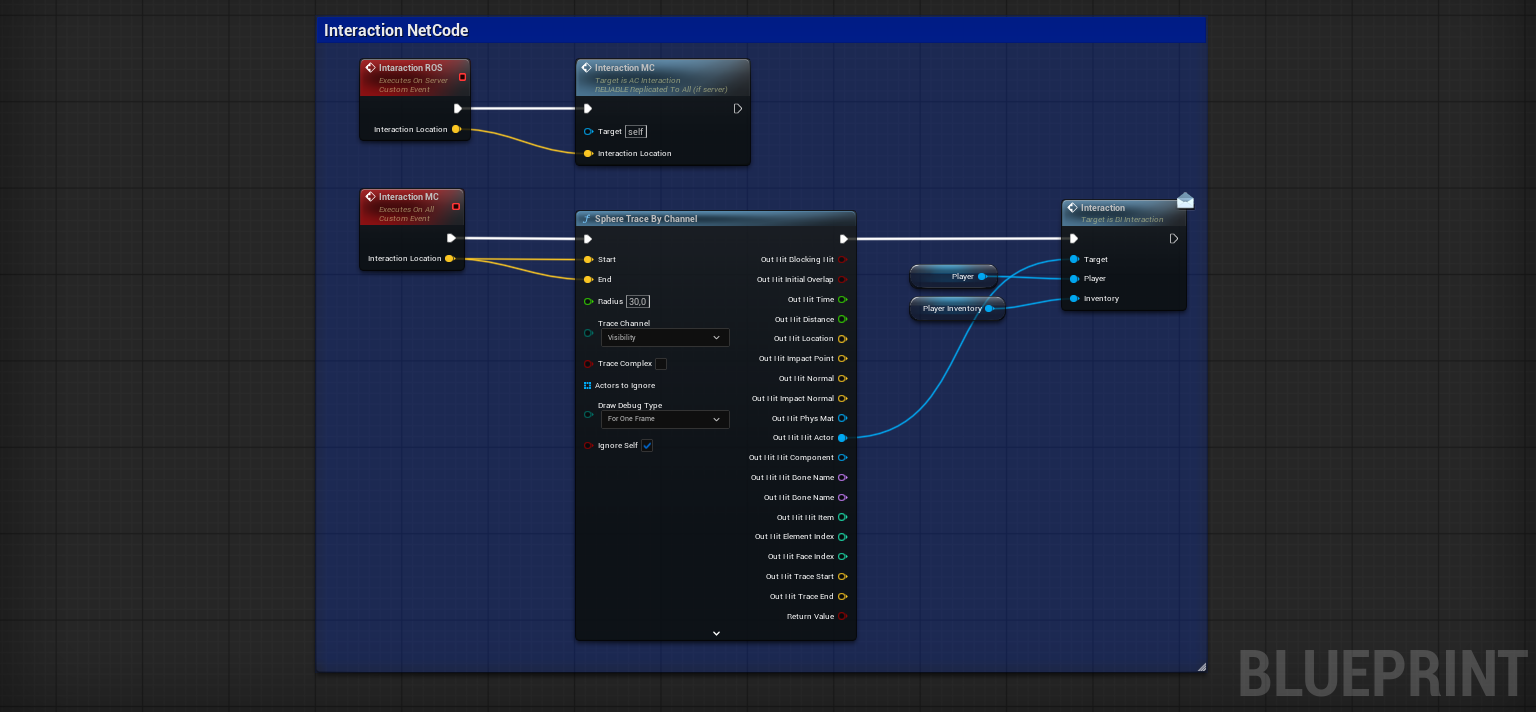 Interaction NetCode
Intaraction ROS
Executes On Server
Custom Event
Interaction Location
Interaction MC
Target is AC Interaction
RELIABLE Replicated To All (if server)
Target self
Interaction Location
Interaction MC
Executes On All
Custom Event
Interaction Location
Sphere Trace By Channel
Start
End
Radius 30,0
Trace Channel
Visibility
Trace Complex
Actors to Ignore
Draw Debug Type
For One Frame
Ignore Self
Out Hit Blocking Hit
Out Hit Initial Overlap
Out Hit Time
Out Hit Distance
Out Hit Location
Out Hit Impact Point
Out Hit Normal
Out Hit Impact Normal
Out Hit Phys Mat
Out Hit Hit Actor
Out Hit Hit Component
Out Hit Hit Bone Name
Out Hit Bone Name
Out Hit Hit Item
Out Hit Element Index
Out Hit Face Index
Out Hit Trace Start
Out Hit Trace End
Return Value
Player
Player Inventory
Interaction
Target is BI Interaction
Target
Player
Inventory
BLUEPRINT